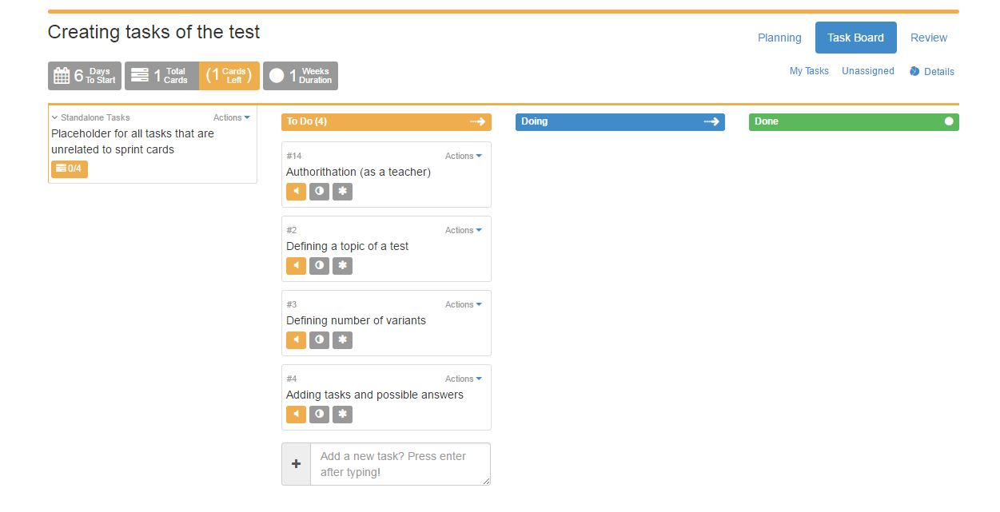 Creating tasks of the test
Planning Task Board Review
6 Days To Start 1 Total Cards (1 Cards Left) 1 Weeks Duration
My Tasks Unassigned Details
Standalone Tasks Actions
Placeholder for all tasks that are
unrelated to sprint cards
0/4
To Do (4)
#14 Actions
Authorithation (as a teacher)
#2 Actions
Defining a topic of a test
#3 Actions
Defining number of variants
#4 Actions
Adding tasks and possible answers
+ Add a new task? Press enter
after typing!
Doing
Done